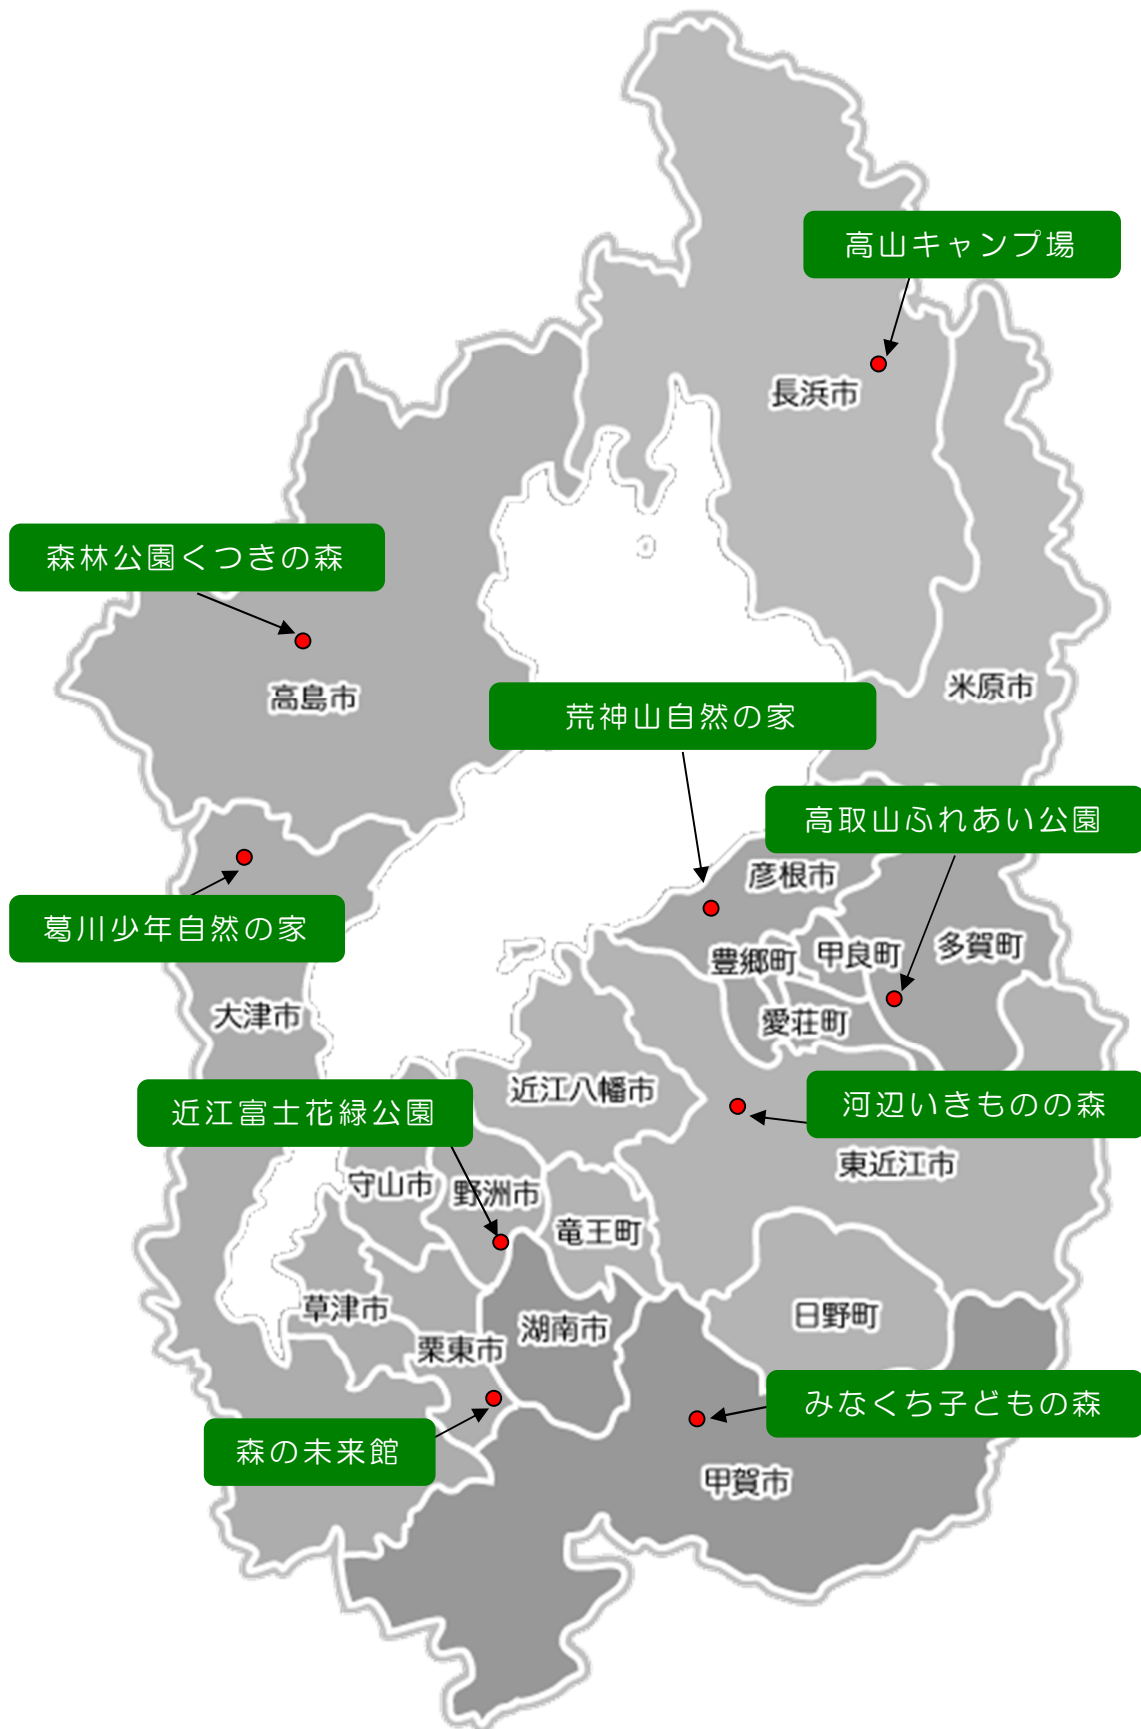 高山キャンプ場
長浜市
森林公園くつきの森
高島市
米原市
荒神山自然の家
高取山ふれあい公園
彦根市
葛川少年自然の家
豊郷町
甲良町
多賀町
大津市
愛荘町
近江八幡市
近江富士花緑公園
河辺いきものの森
東近江市
守山市
野洲市
竜王町
草津市
湖南市
日野町
栗東市
みなくち子どもの森
森の未来館
甲賀市